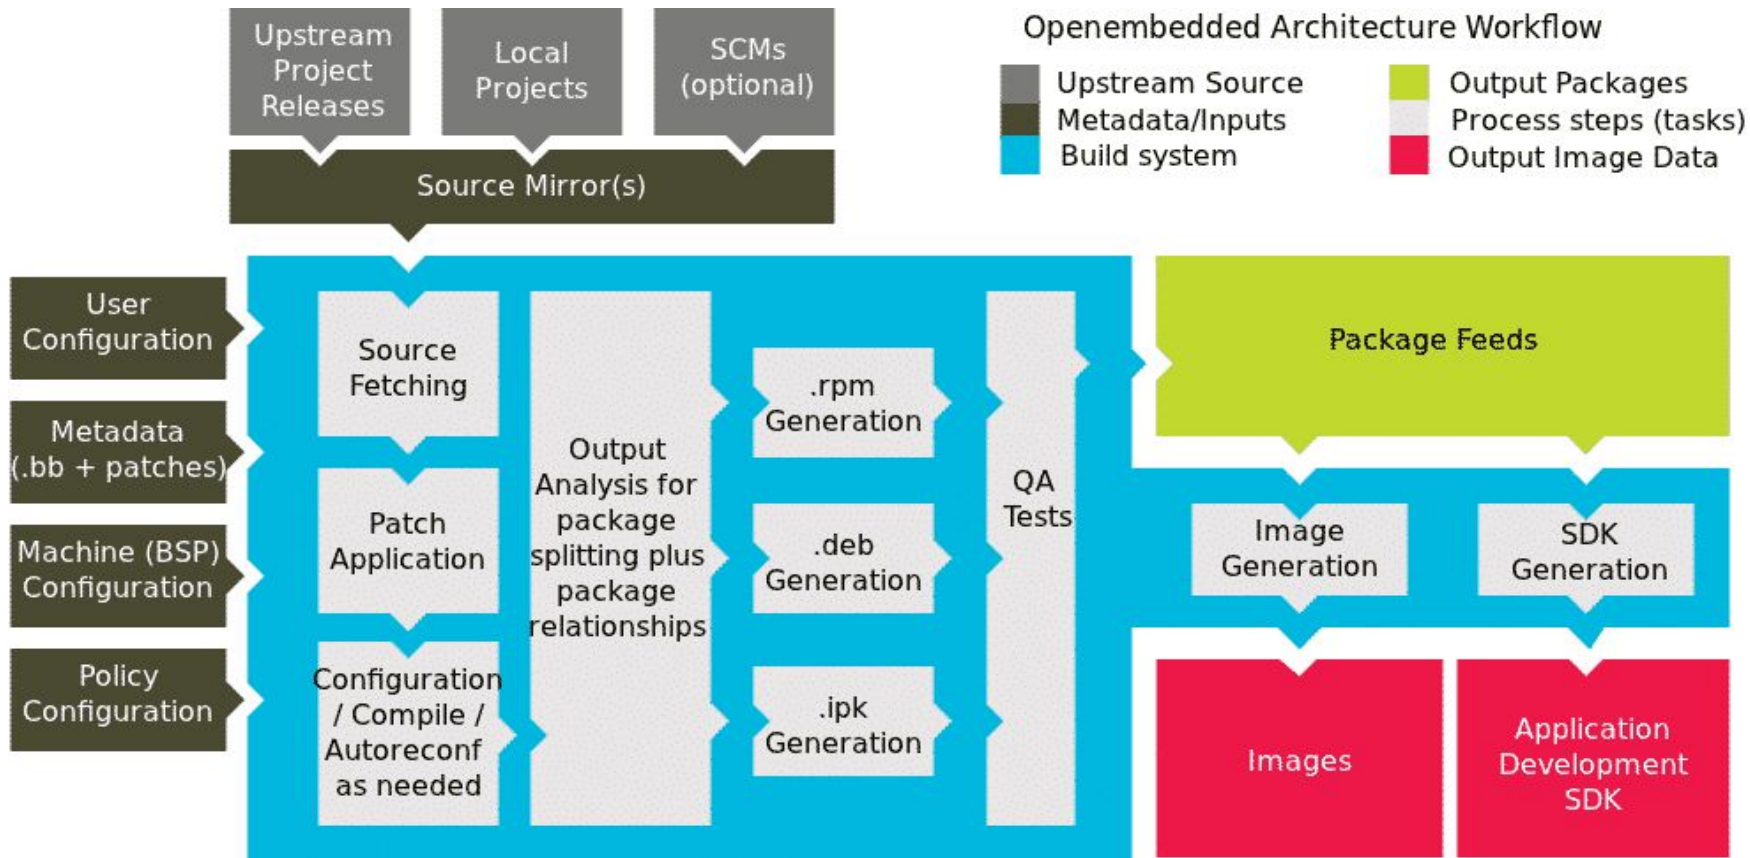 Upstream
Project
Releases
Local
Projects
SCMs
(optional)
Openembedded Architecture Workflow
Upstream Source
Metadata/Inputs
Build system
Output Packages
Process steps (tasks)
Output Image Data
Source Mirror(s)
User
Configuration
Metadata
(.bb + patches)
Machine (BSP)
Configuration
Policy
Configuration
Source
Fetching
Patch
Application
Configuration
/ Compile /
Autoreconf
as needed
Output
Analysis for
package
splitting plus
package
relationships
.rpm
Generation
.deb
Generation
.ipk
Generation
QA
Tests
Package Feeds
Image
Generation
SDK
Generation
Images
Application
Development
SDK